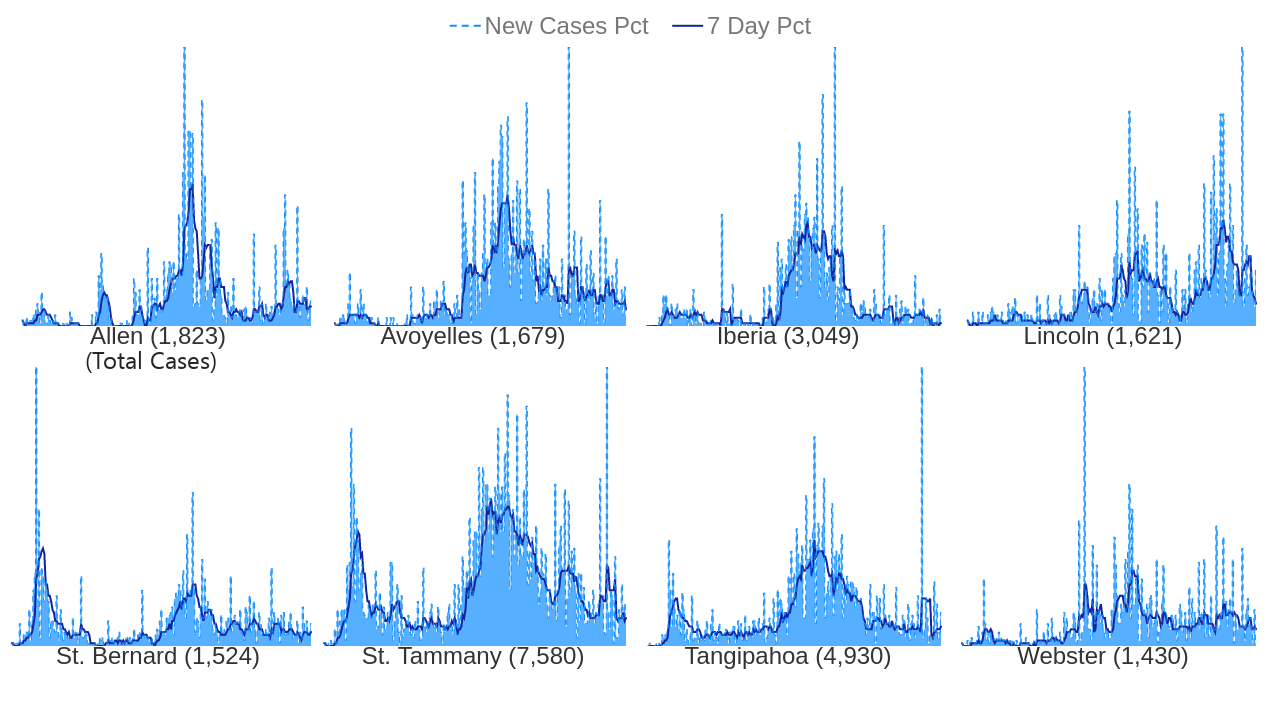 New Cases Pct 7 Day Pct
Allen (1,823) Avoyelles (1,679) Iberia (3,049) Lincoln (1,621)
(Total Cases)
St. Bernard (1,524) St. Tammany (7,580) Tangipahoa (4,930) Webster (1,430)